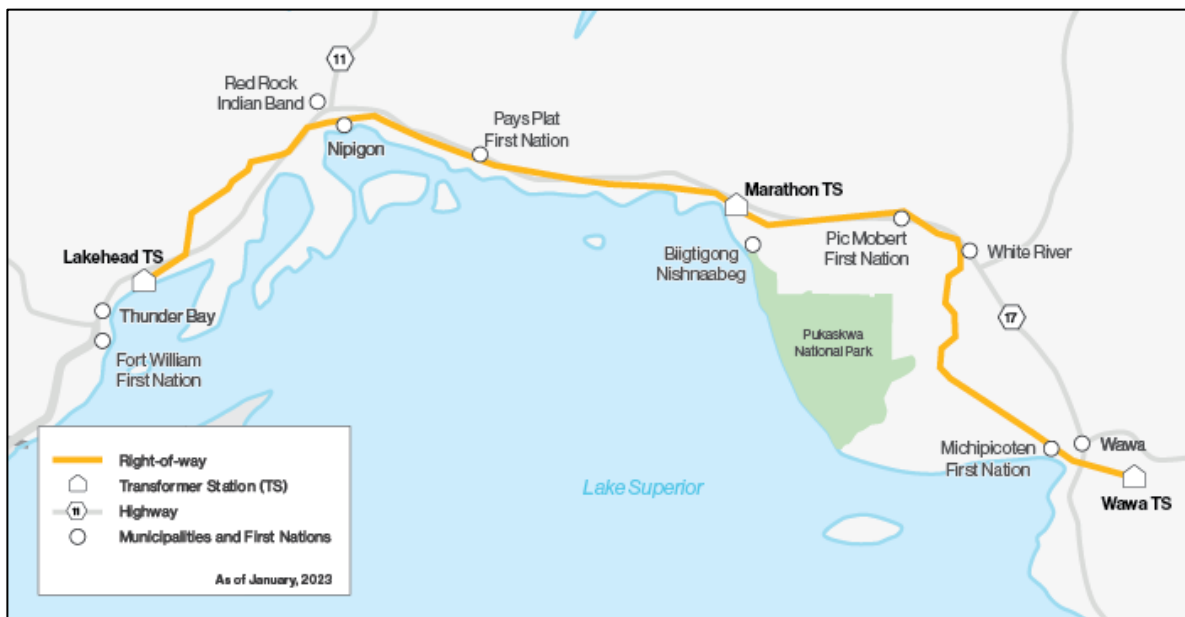 11
Red Rock
Indian Band
Nipigon
Pays Plat
First Nation
Marathon TS
Lakehead TS
Thunder Bay
Fort William
First Nation
Biigtigong
Nishnaabeg
Pic Mobert
First Nation
White River
17
Pukaskwa
National Park
Michipicoten
First Nation
Wawa
Wawa TS
Lake Superior
Right-of-way
Transformer Station (TS)
11 Highway
Municipalities and First Nations
As of January, 2023